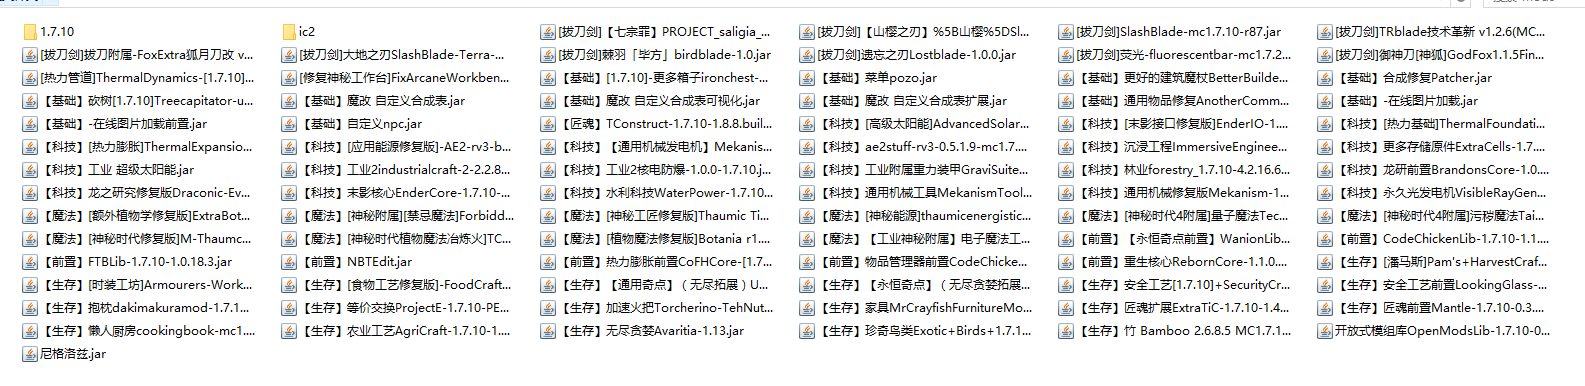 1.7.10
ic2
[拔刀剑]【七宗罪】PROJECT_saligia_...
[拔刀剑]【山樱之刃】%5B山樱%5DSl...
[拔刀剑]SlashBlade-mc1.7.10-r87.jar
[拔刀剑]TRblade技术革新 v1.2.6(MC...
[拔刀剑]拔刀附属-FoxExtra狐月刀改 v...
[拔刀剑]大地之刃SlashBlade-Terra-...
[拔刀剑]棘羽「毕方」birdblade-1.0.jar
[拔刀剑]遗忘之刃Lostblade-1.0.0.jar
[拔刀剑]荧光-fluorescentbar-mc1.7.2...
[拔刀剑]御神刀[神狐]GodFox1.1.5Fin...
[热力管道]ThermalDynamics-[1.7.10]...
[修复神秘工作台]FixArcaneWorkben...
【基础】[1.7.10]-更多箱子ironchest-...
【基础】菜单pozo.jar
【基础】更好的建筑魔杖BetterBuilde...
【基础】合成修复Patcher.jar
【基础】砍树[1.7.10]Treecapitator-u...
【基础】魔改 自定义合成表.jar
【基础】魔改 自定义合成表可视化.jar
【基础】魔改 自定义合成表扩展.jar
【基础】通用物品修复AnotherComm...
【基础】-在线图片加载.jar
【基础】-在线图片加载前置.jar
【基础】自定义npc.jar
【匠魂】TConstruct-1.7.10-1.8.8.buil...
【科技】[高级太阳能]AdvancedSolar...
【科技】[末影接口修复版]EnderIO-1....
【科技】[热力基础]ThermalFoundati...
【科技】[热力膨胀]ThermalExpansio...
【科技】[应用能源修复版]-AE2-rv3-b...
【科技】【通用机械发电机】Mekanis...
【科技】ae2stuff-rv3-0.5.1.9-mc1.7....
【科技】沉浸工程ImmersiveEnginee...
【科技】更多存储原件ExtraCells-1.7....
【科技】工业 超级太阳能.jar
【科技】工业2industrialcraft-2-2.2.8...
【科技】工业2核电防爆-1.0.0-1.7.10.j...
【科技】工业附属重力装甲GraviSuite...
【科技】林业forestry_1.7.10-4.2.16.6...
【科技】龙研前置BrandonsCore-1.0....
【科技】龙之研究修复版Draconic-Ev...
【科技】末影核心EnderCore-1.7.10-...
【科技】水利科技WaterPower-1.7.10...
【科技】通用机械工具MekanismTool...
【科技】通用机械修复版Mekanism-1...
【科技】永久光发电机VisibleRayGen...
【魔法】[额外植物学修复版]ExtraBot...
【魔法】[神秘附属][禁忌魔法]Forbidd...
【魔法】[神秘工匠修复版]Thaumic Ti...
【魔法】[神秘能源]thaumicenergistic...
【魔法】[神秘时代4附属]量子魔法Tec...
【魔法】[神秘时代4附属]污秽魔法Tai...
【魔法】[神秘时代修复版]M-Thaumc...
【魔法】[神秘时代植物魔法冶炼火]TC...
【魔法】[植物魔法修复版]Botania r1....
【魔法】【工业神秘附属】电子魔法工...
【前置】【永恒奇点前置】WanionLib...
【前置】CodeChickenLib-1.7.10-1.1....
【前置】FTBLib-1.7.10-1.0.18.3.jar
【前置】NBTEdit.jar
【前置】热力膨胀前置CoFHCore-[1.7...
【前置】物品管理器前置CodeChicke...
【前置】重生核心RebornCore-1.1.0....
【生存】[潘马斯]Pam's+HarvestCraf...
【生存】[时装工坊]Armourers-Work...
【生存】[食物工艺修复版]-FoodCraft...
【生存】【通用奇点】（无尽拓展）U...
【生存】【永恒奇点】（无尽贪婪拓展...
【生存】安全工艺[1.7.10]+SecurityCr...
【生存】安全工艺前置LookingGlass-...
【生存】抱枕dakimakuramod-1.7.1...
【生存】等价交换ProjectE-1.7.10-PE...
【生存】加速火把Torcherino-TehNut...
【生存】家具MrCrayfishFurnitureMo...
【生存】匠魂扩展ExtraTiC-1.7.10-1.4...
【生存】匠魂前置Mantle-1.7.10-0.3....
【生存】懒人厨房cookingbook-mc1...
【生存】农业工艺AgriCraft-1.7.10-1....
【生存】无尽贪婪Avaritia-1.13.jar
【生存】珍奇鸟类Exotic+Birds+1.7.1...
【生存】竹 Bamboo 2.6.8.5 MC1.7.1...
开放式模组库OpenModsLib-1.7.10-0...
尼格洛兹.jar